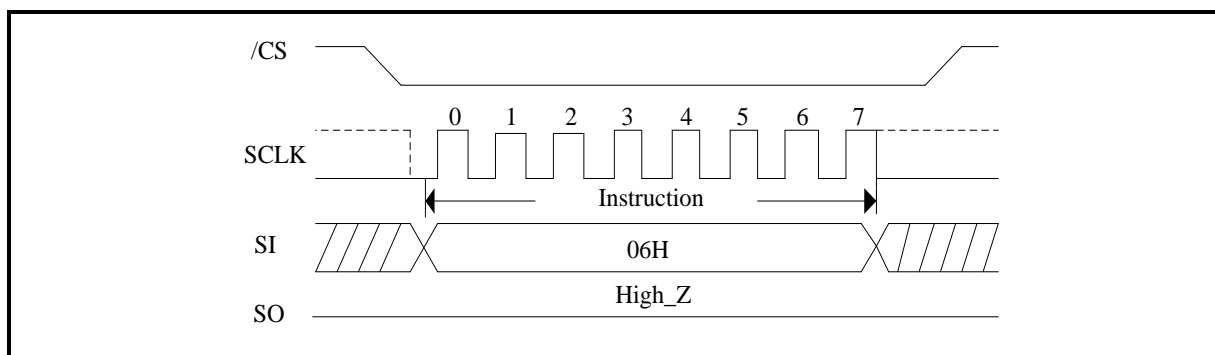 /CS
0 1 2 3 4 5 6 7
SCLK
Instruction
SI
06H
High_Z
SO